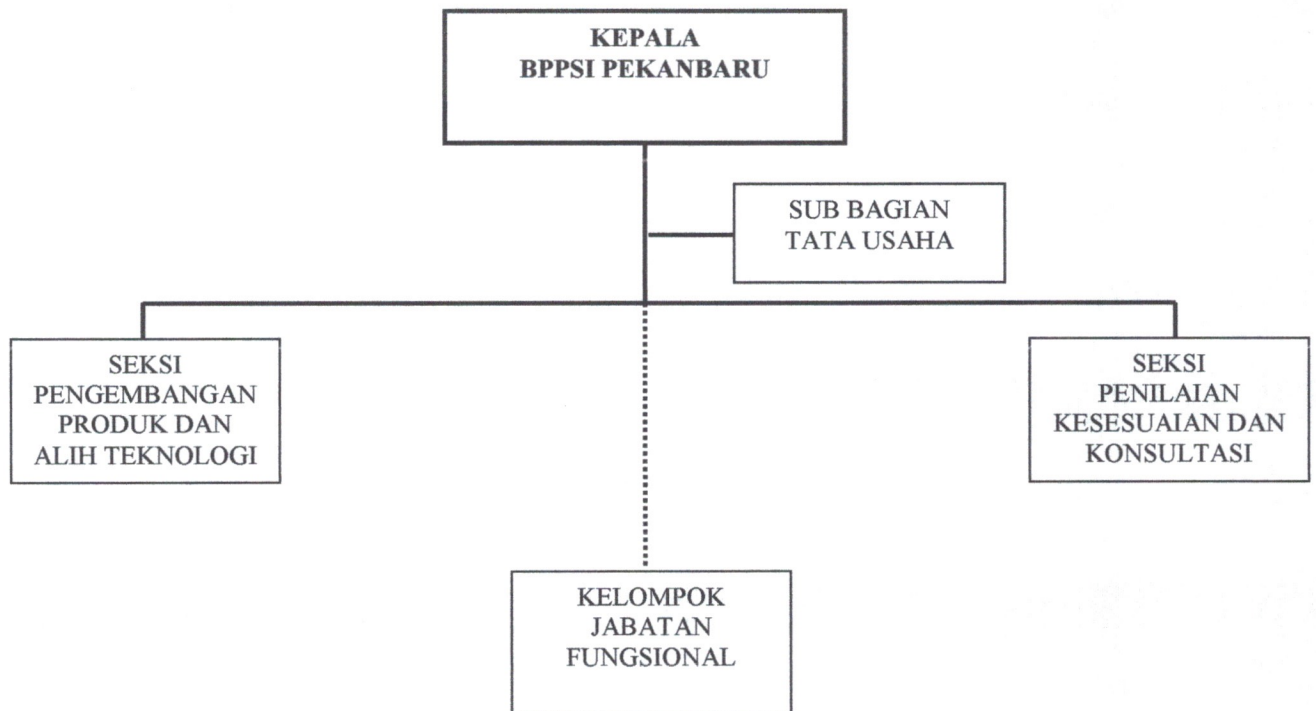 KEPALA
BPPSI PEKANBARU
SUB BAGIAN
TATA USAHA
SEKSI
PENGEMBANGAN
PRODUK DAN
ALIH TEKNOLOGI
SEKSI
PENILAIAN
KESESUAIAN DAN
KONSULTASI
KELOMPOK
JABATAN
FUNGSIONAL